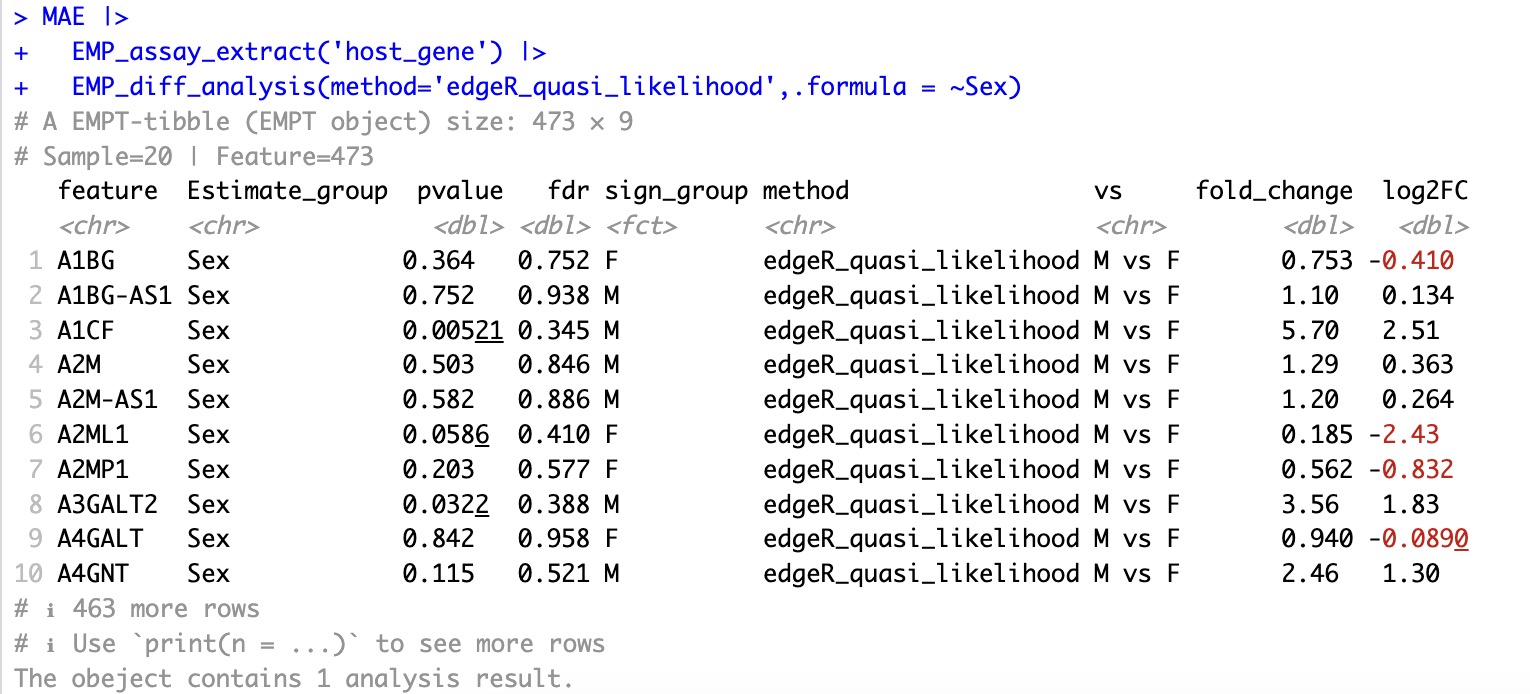 > MAE |>
+   EMP_assay_extract('host_gene') |>
+   EMP_diff_analysis(method='edgeR_quasi_likelihood',.formula = ~Sex)
# A EMPT-tibble (EMPT object) size: 473 × 9
# Sample=20 | Feature=473
   feature  Estimate_group  pvalue   fdr sign_group method                 vs     fold_change  log2FC
   <chr>    <chr>            <dbl> <dbl> <fct>      <chr>                  <chr>        <dbl>   <dbl>
 1 A1BG     Sex            0.364   0.752 F          edgeR_quasi_likelihood M vs F       0.753 -0.410
 2 A1BG-AS1 Sex            0.752   0.938 M          edgeR_quasi_likelihood M vs F       1.10   0.134
 3 A1CF     Sex            0.00521 0.345 M          edgeR_quasi_likelihood M vs F       5.70   2.51
 4 A2M      Sex            0.503   0.846 M          edgeR_quasi_likelihood M vs F       1.29   0.363
 5 A2M-AS1  Sex            0.582   0.886 M          edgeR_quasi_likelihood M vs F       1.20   0.264
 6 A2ML1    Sex            0.0586  0.410 F          edgeR_quasi_likelihood M vs F       0.185 -2.43
 7 A2MP1    Sex            0.203   0.577 F          edgeR_quasi_likelihood M vs F       0.562 -0.832
 8 A3GALT2  Sex            0.0322  0.388 M          edgeR_quasi_likelihood M vs F       3.56   1.83
 9 A4GALT   Sex            0.842   0.958 F          edgeR_quasi_likelihood M vs F       0.940 -0.0890
10 A4GNT    Sex            0.115   0.521 M          edgeR_quasi_likelihood M vs F       2.46   1.30
# ℹ 463 more rows
# ℹ Use `print(n = ...)` to see more rows
The obeject contains 1 analysis result.